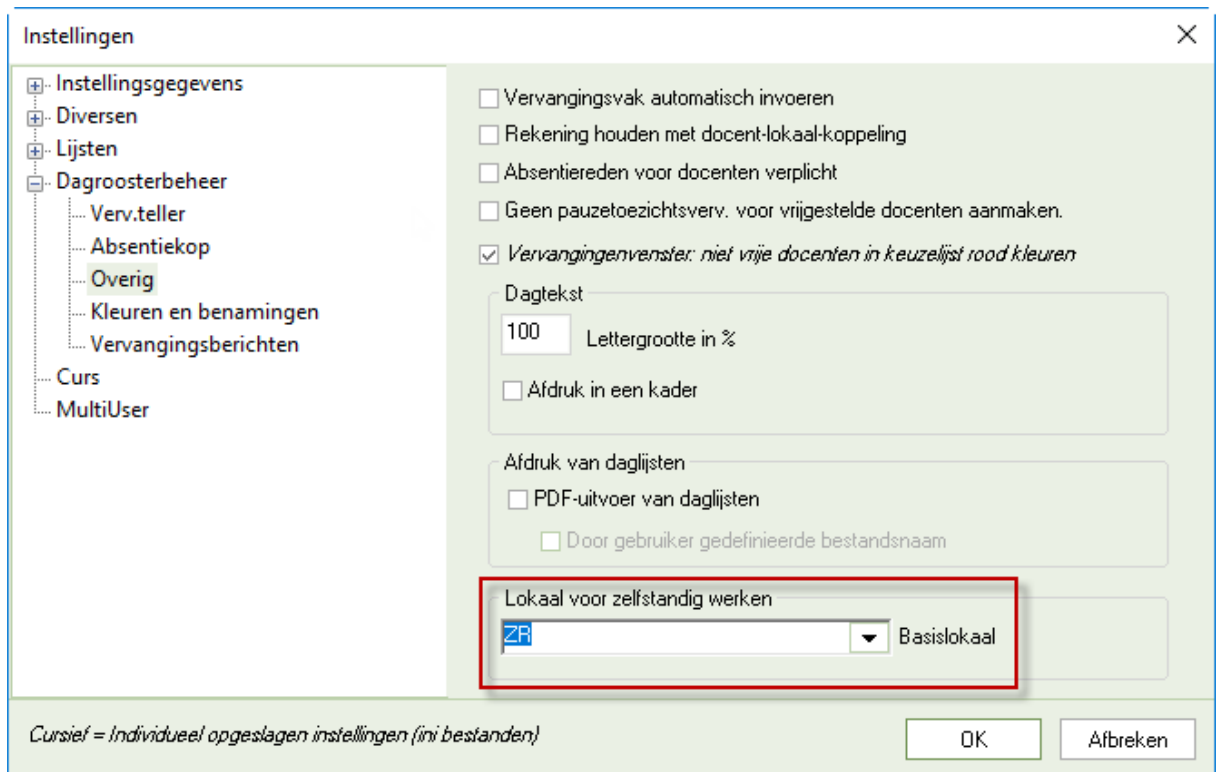 Instellingen
Instellingsgegevens
Diversen
Lijsten
Dagroosterbeheer
Verv.teller
Absentiekop
Overig
Kleuren en benamingen
Vervangingsberichten
Curs
MultiUser
Vervangingsvak automatisch invoeren
Rekening houden met docent-lokaal-koppeling
Absentiereden voor docenten verplicht
Geen pauzetoezichtsverv. voor vrijgestelde docenten aanmaken.
Vervangingenvenster: niet vrije docenten in keuzelijst rood kleuren
Dagtekst
100 Lettergrootte in %
Afdruk in een kader
Afdruk van daglijsten
PDF-uitvoer van daglijsten
Door gebruiker gedefinieerde bestandsnaam
Lokaal voor zelfstandig werken
ZR Basislokaal
Cursief = Individueel opgeslagen instellingen (ini bestanden)
OK Afbreken